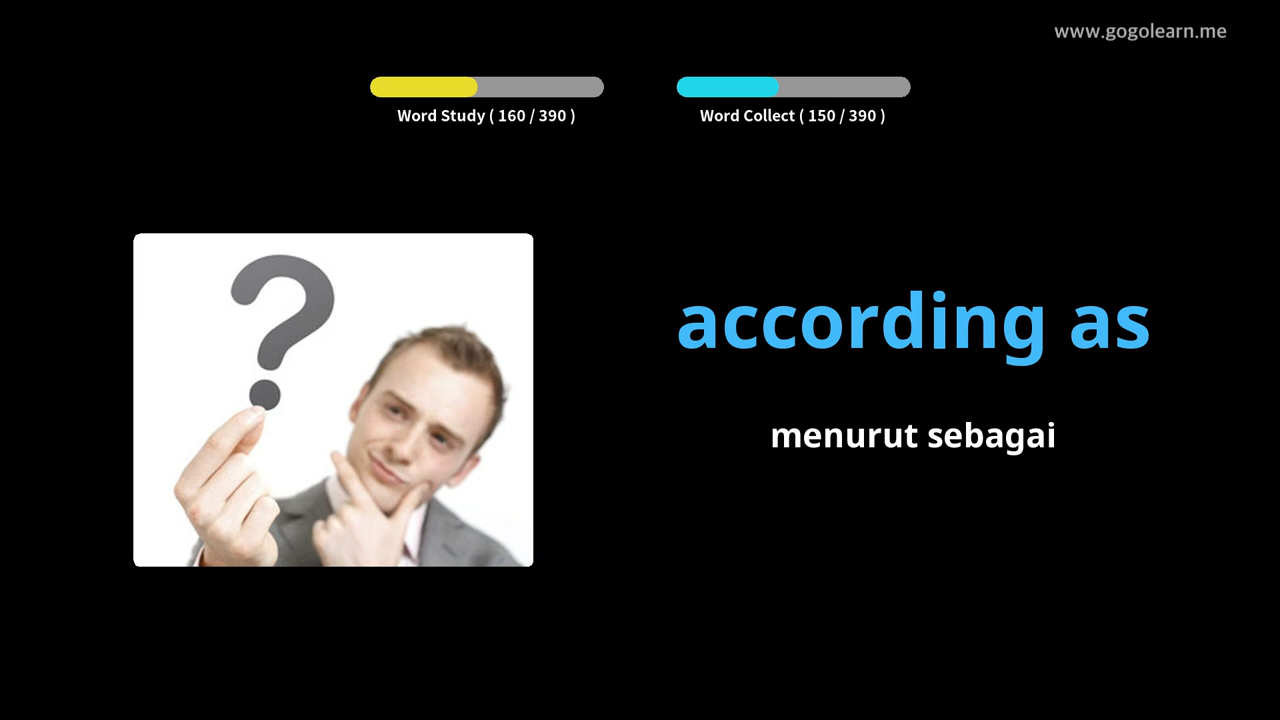 www.gogolearn.me
Word Study ( 160 / 390 )
Word Collect ( 150 / 390 )
according as
menurut sebagai